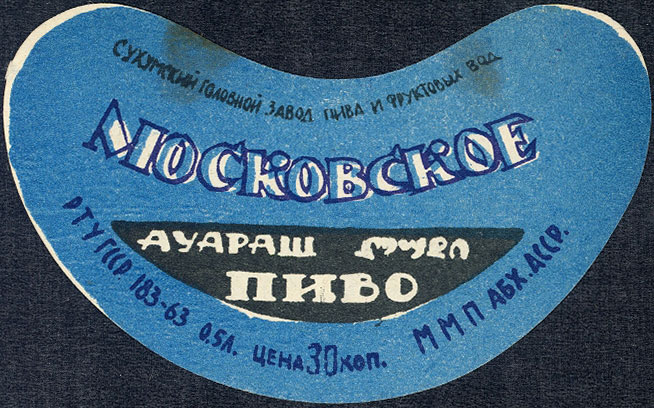 СУХУМСКИЙ ГОЛОВНОЙ ЗАВОД ПИВА И ФРУКТОВЫХ ВОД
МОСКОВСКОЕ
АУАРАШ ლუდი
ПИВО
РТУ ГССР 183-63 0.5Л. ЦЕНА 30 КОП. ММП АБХ. АССР.